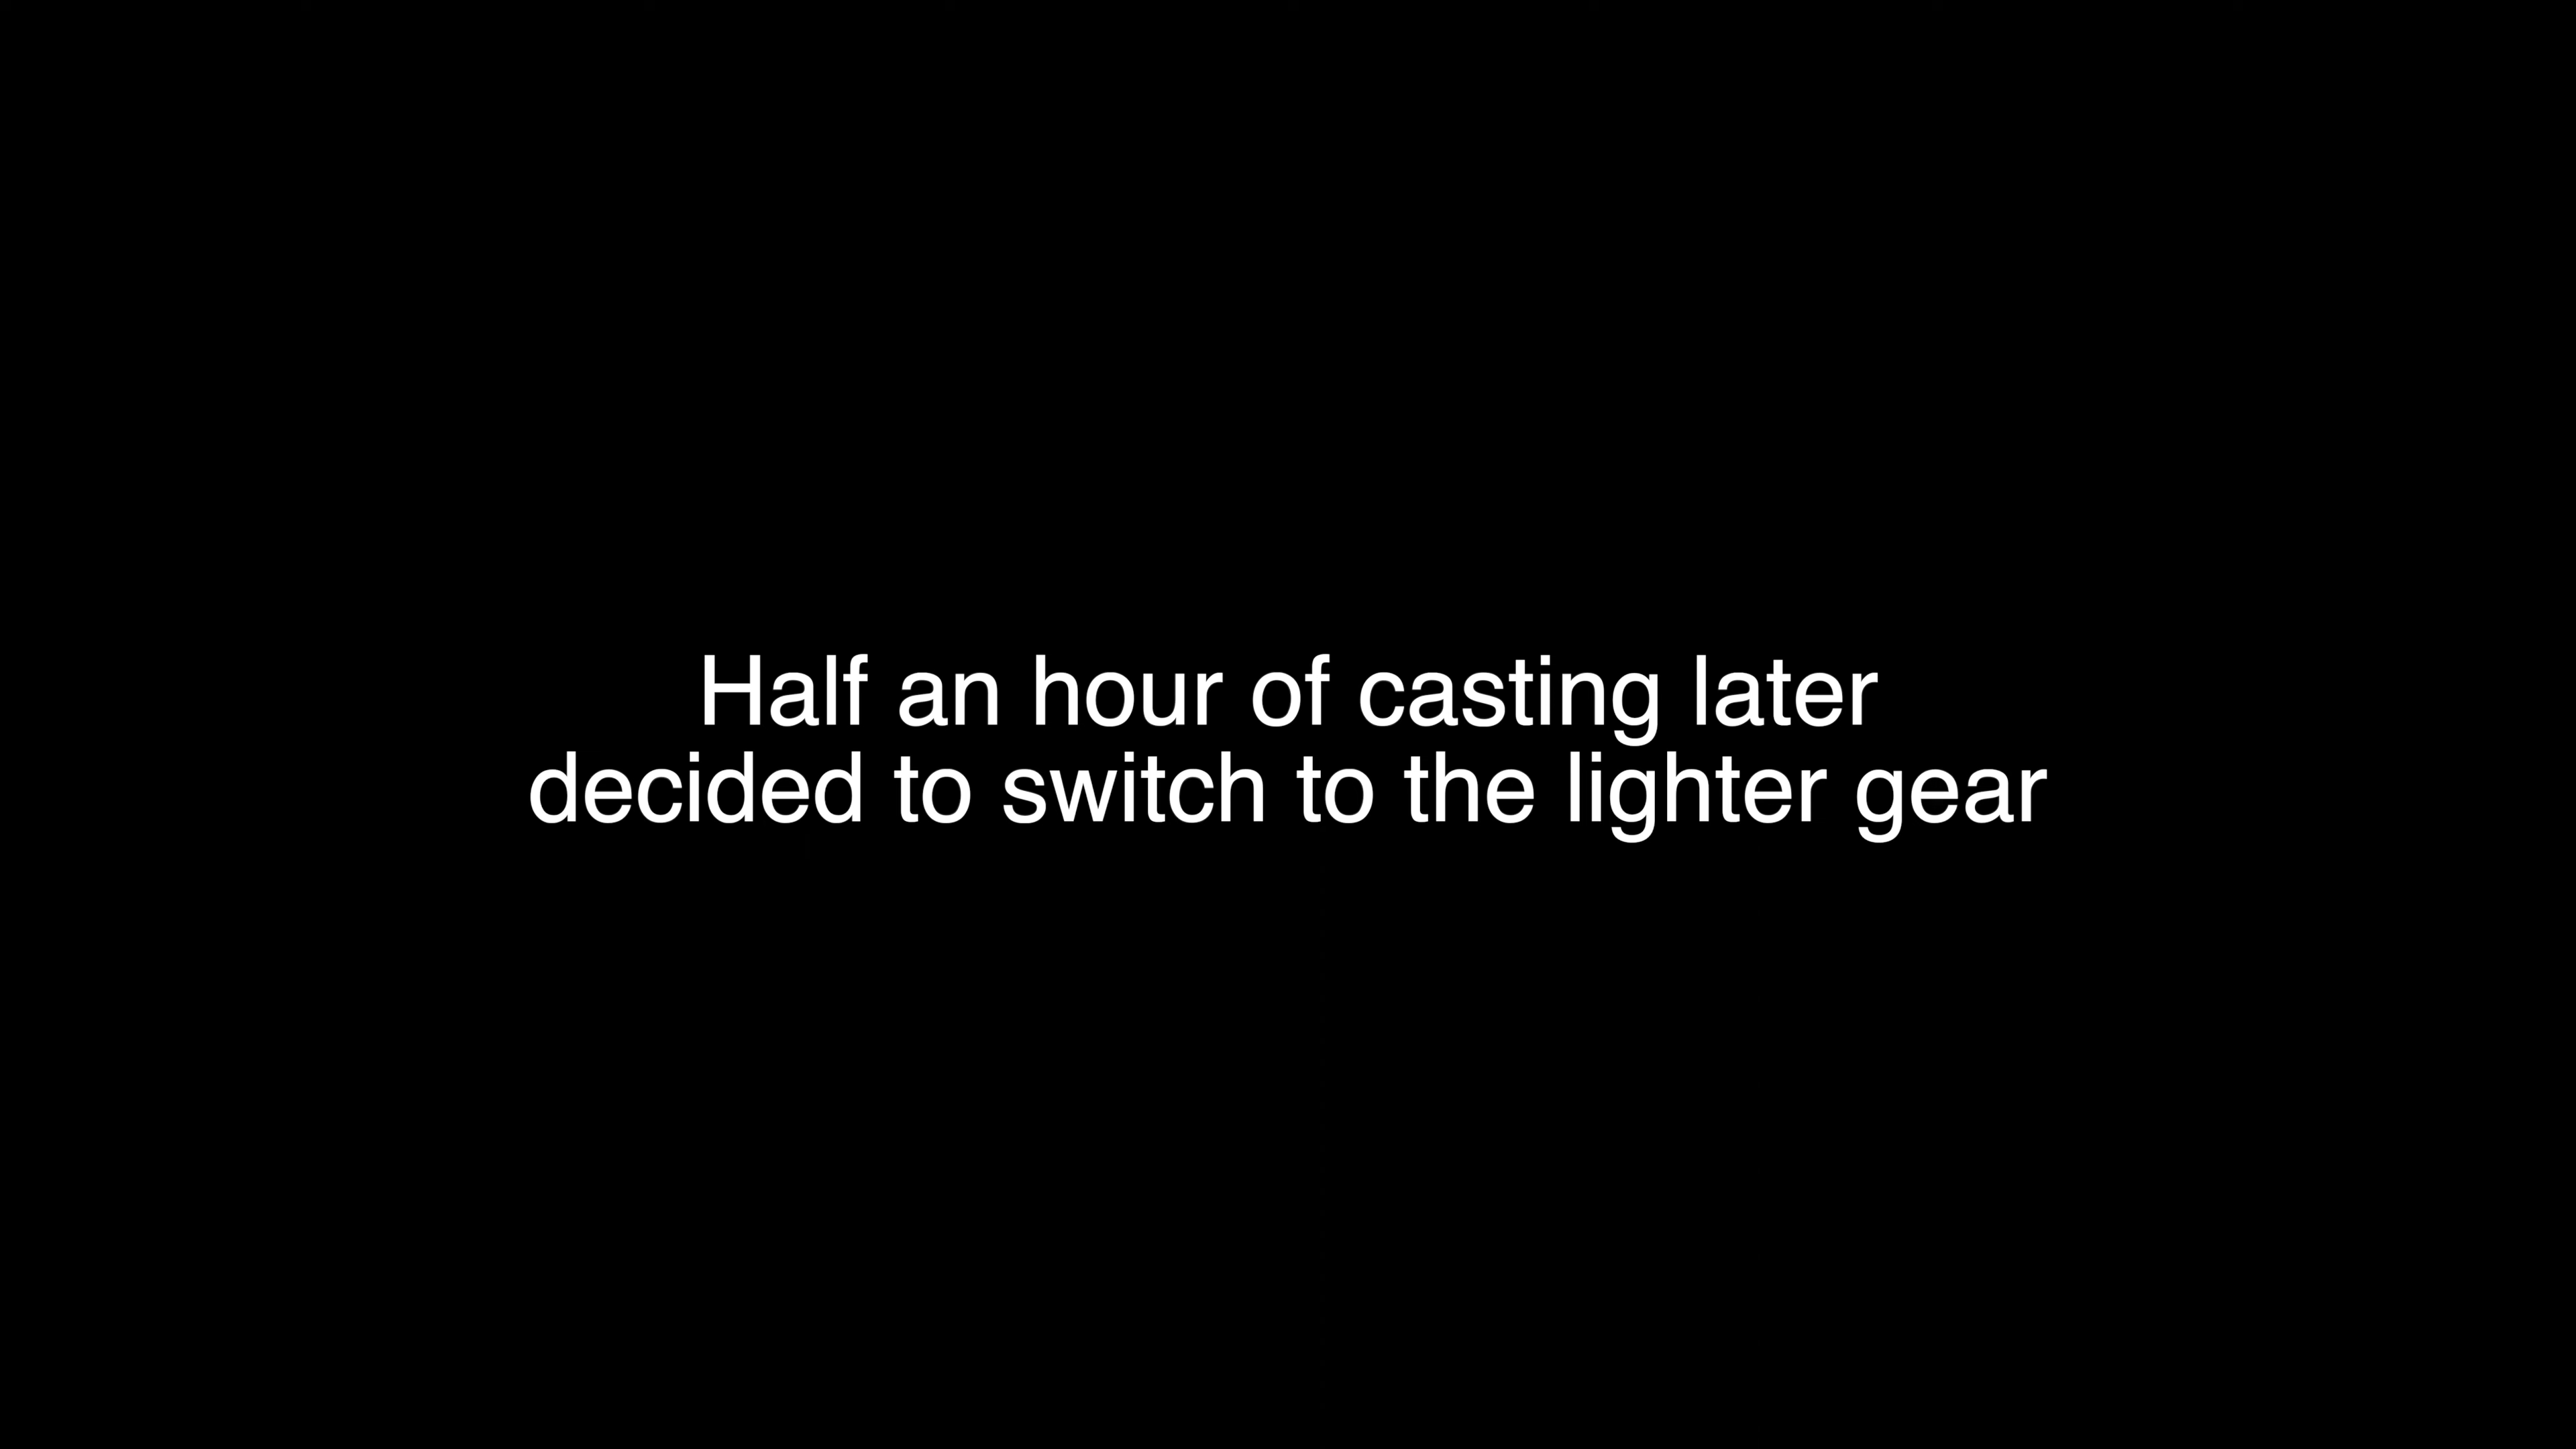 Half an hour of casting later
decided to switch to the lighter gear